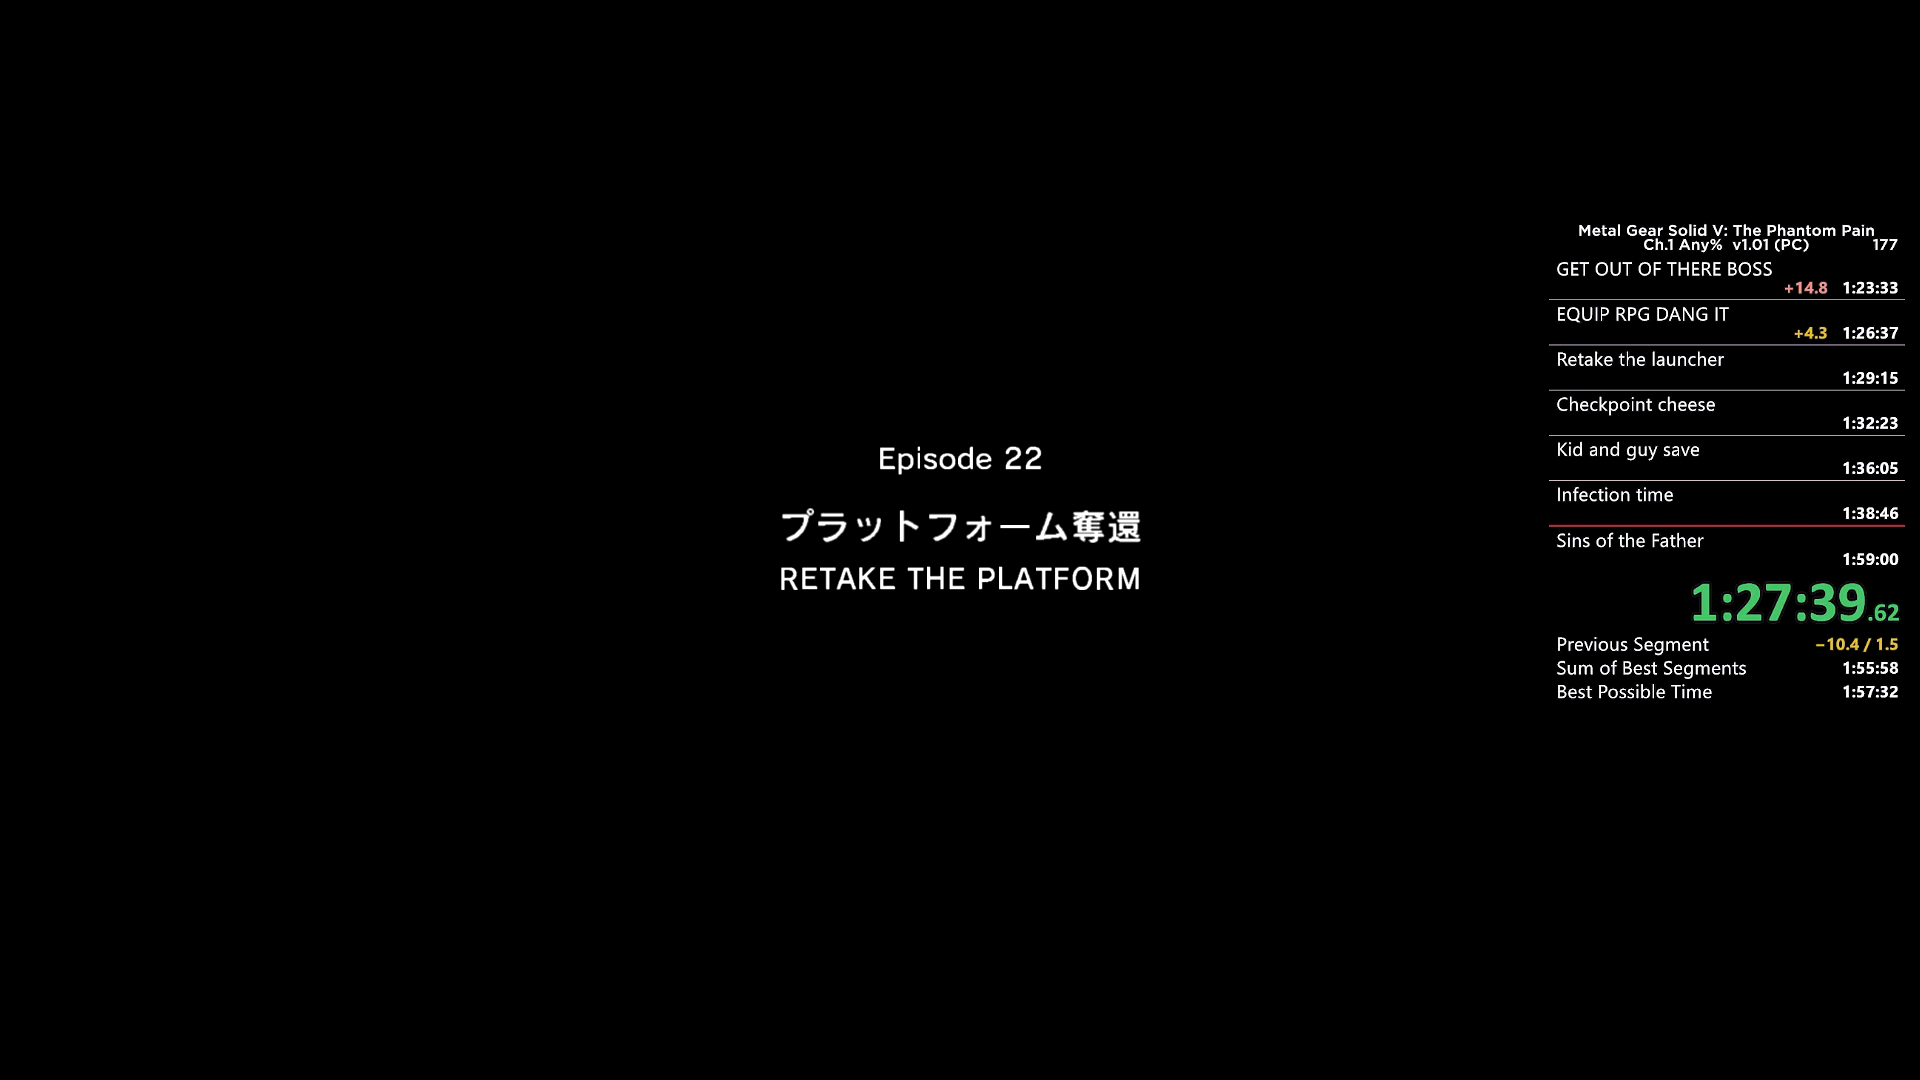 Episode 22
プラットフォーム奪還
RETAKE THE PLATFORM
Metal Gear Solid V: The Phantom Pain
Ch.1 Any% v1.01 (PC) 177
GET OUT OF THERE BOSS
+14.8 1:23:33
EQUIP RPG DANG IT
+4.3 1:26:37
Retake the launcher
1:29:15
Checkpoint cheese
1:32:23
Kid and guy save
1:36:05
Infection time
1:38:46
Sins of the Father
1:59:00
1:27:39.62
Previous Segment −10.4 / 1.5
Sum of Best Segments 1:55:58
Best Possible Time 1:57:32